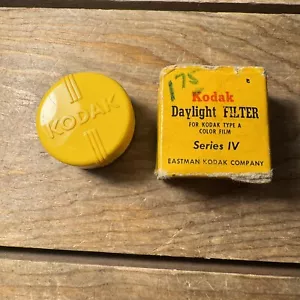 KODAK
175
E
Kodak
Daylight FILTER
FOR KODAK TYPE A
COLOR FILM
Series IV
EASTMAN KODAK COMPANY